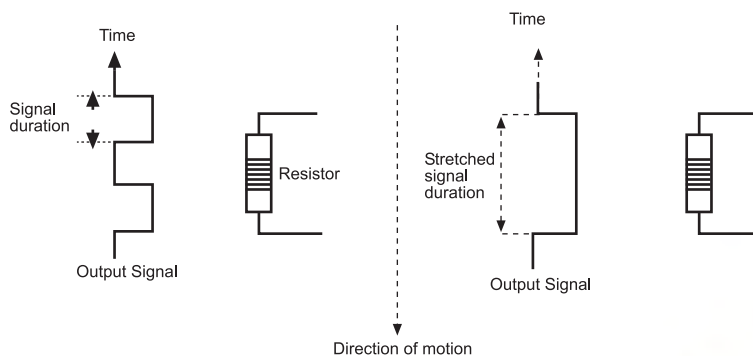 Time
Signal
duration
Resistor
Output Signal
Time
Stretched
signal
duration
Output Signal
Direction of motion